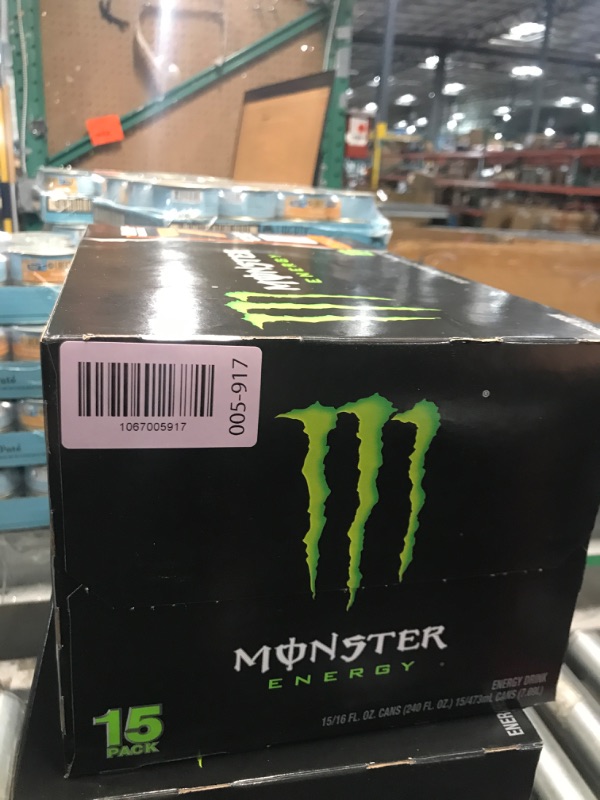 MONSTER
ENERGY
1067005917
005-917
®
MONSTER
ENERGY
15
PACK
ENERGY DRINK
15/16 FL. OZ. CANS (240 FL. OZ.) 15/473mL CANS (7.09L)
ENER